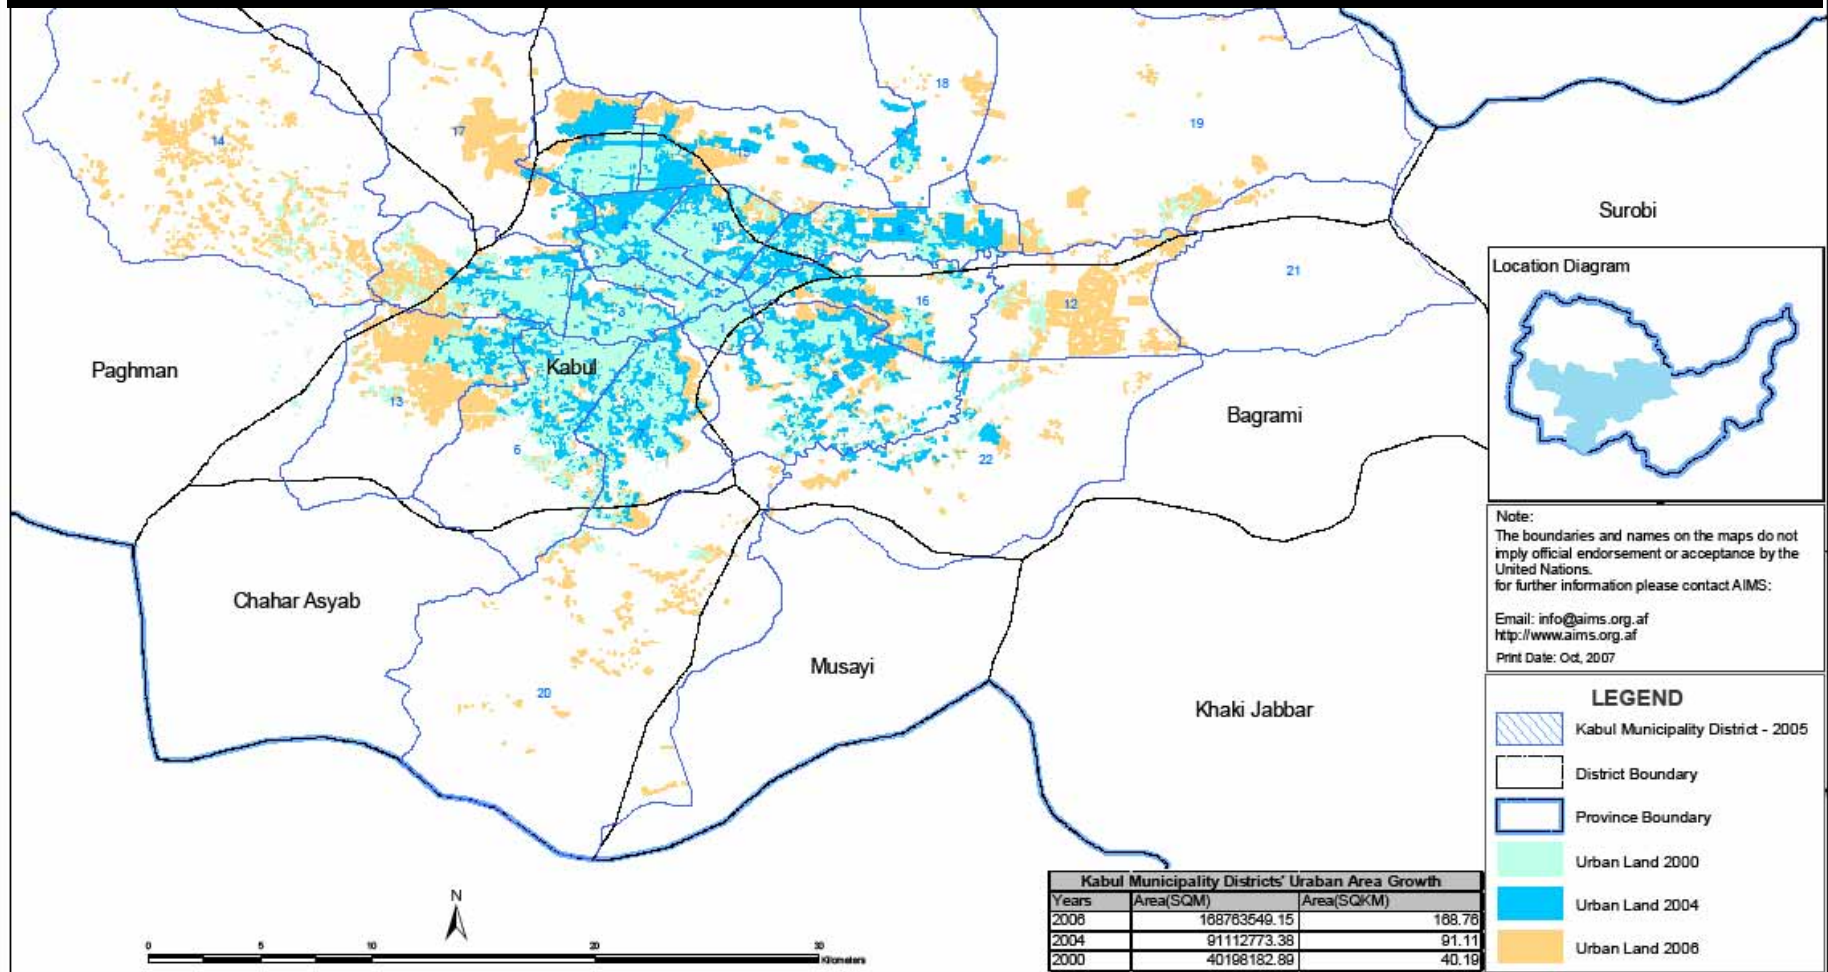 18
19
14
17
15
Surobi
21
16
12
3
1
Paghman
Kabul
13
Bagrami
6
7
22
Chahar Asyab
Musayi
20
Khaki Jabbar
Location Diagram
Note:
The boundaries and names on the maps do not
imply official endorsement or acceptance by the
United Nations.
for further information please contact AIMS:
Email: info@aims.org.af
http://www.aims.org.af
Print Date: Oct, 2007
LEGEND
Kabul Municipality District - 2005
District Boundary
Province Boundary
Urban Land 2000
Urban Land 2004
Urban Land 2006
N
0 5 10 20 30
Kilometers
Kabul Municipality Districts' Uraban Area Growth
Years Area(SQM) Area(SQKM)
2006 168763549.15 168.76
2004 91112773.38 91.11
2000 40198182.89 40.19